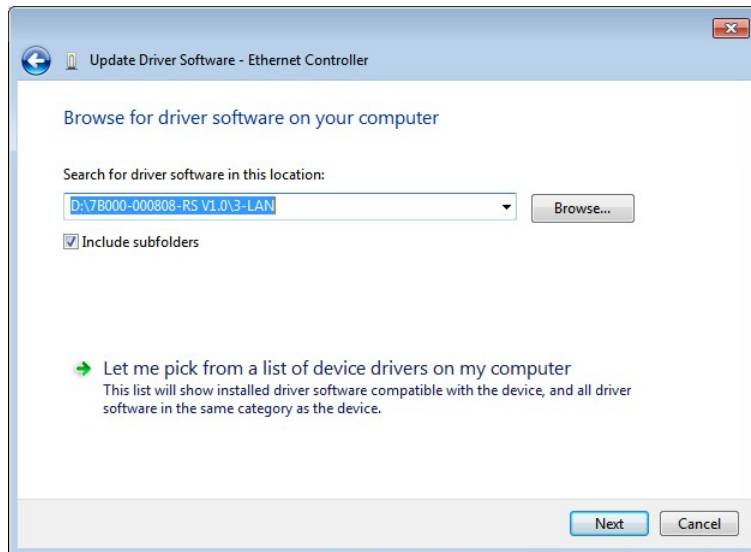 Update Driver Software - Ethernet Controller
Browse for driver software on your computer
Search for driver software in this location:
D:\7B000-000808-RS V1.0\3-LAN
Browse...
Include subfolders
Let me pick from a list of device drivers on my computer
This list will show installed driver software compatible with the device, and all driver
software in the same category as the device.
Next
Cancel